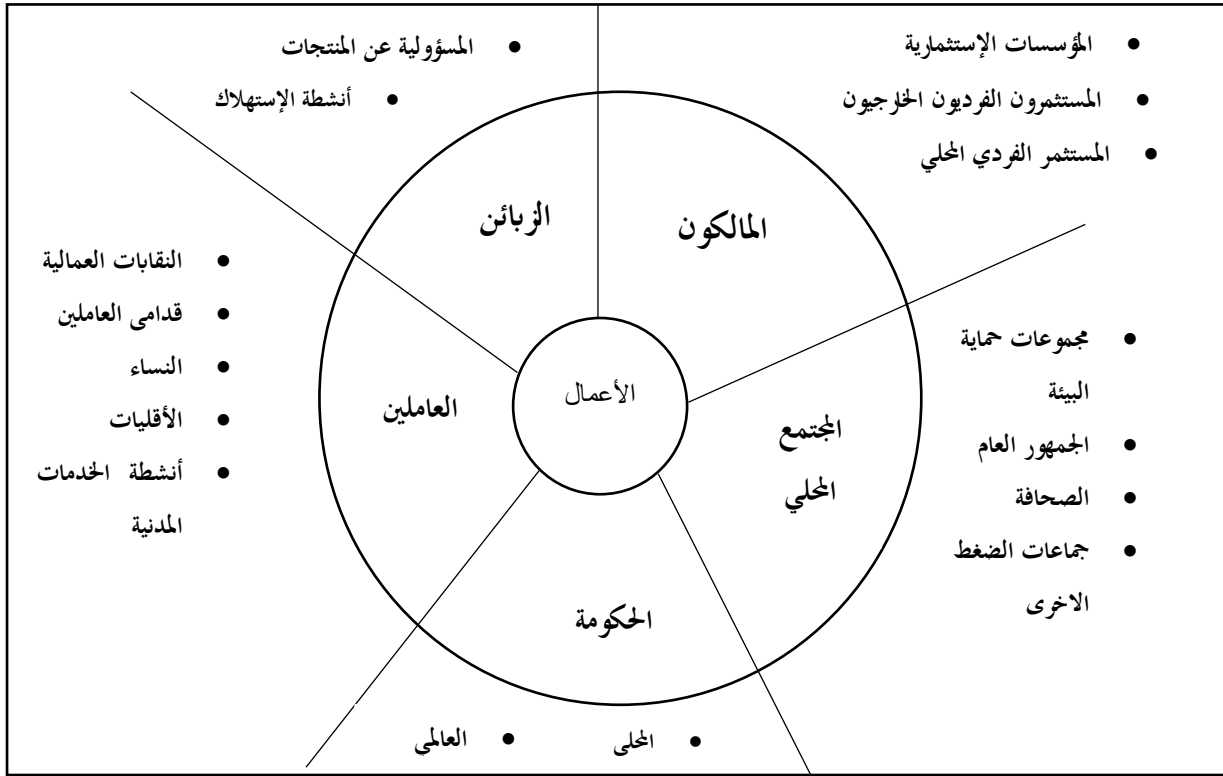 • المؤسسات الإستثمارية
• المستثمرون الفرديون الخارجيون
• المستثمر الفردي المحلي
• المسؤولية عن المنتجات
• أنشطة الإستهلاك
المالكون
الزبائن
الأعمال
العاملين
المجتمع
المحلي
الحكومة
• مجموعات حماية
البيئة
• الجمهور العام
• الصحافة
• جماعات الضغط
الاخرى
• النقابات العمالية
• قدامى العاملين
• النساء
• الأقليات
• أنشطة الخدمات
المدنية
• المحلى
• العالمي